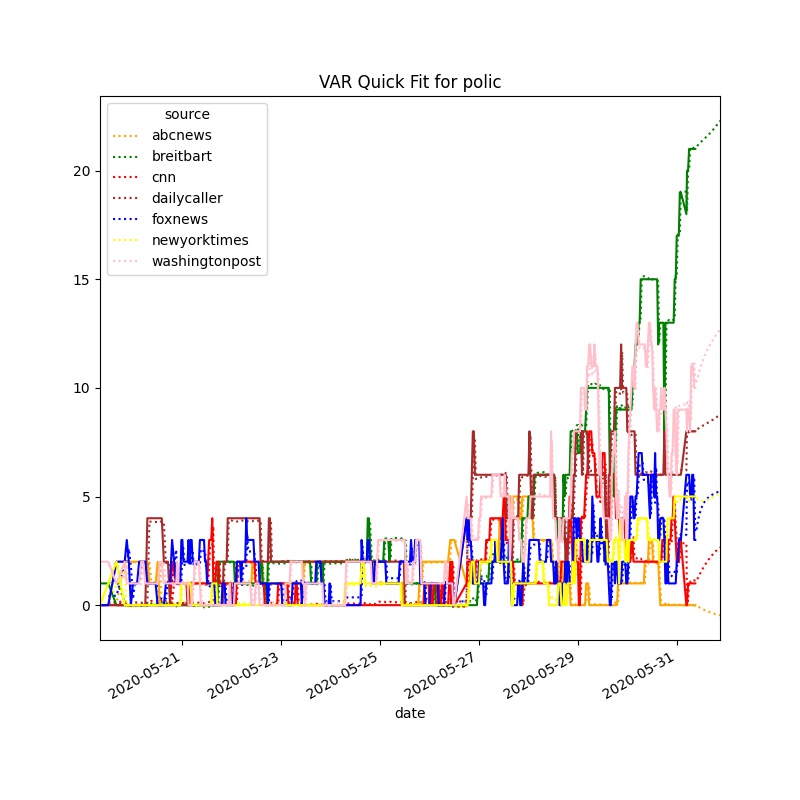 VAR Quick Fit for polic
source
abcnews
breitbart
cnn
dailycaller
foxnews
newyorktimes
washingtonpost
20
15
10
5
0
2020-05-21
2020-05-23
2020-05-25
2020-05-27
2020-05-29
2020-05-31
date